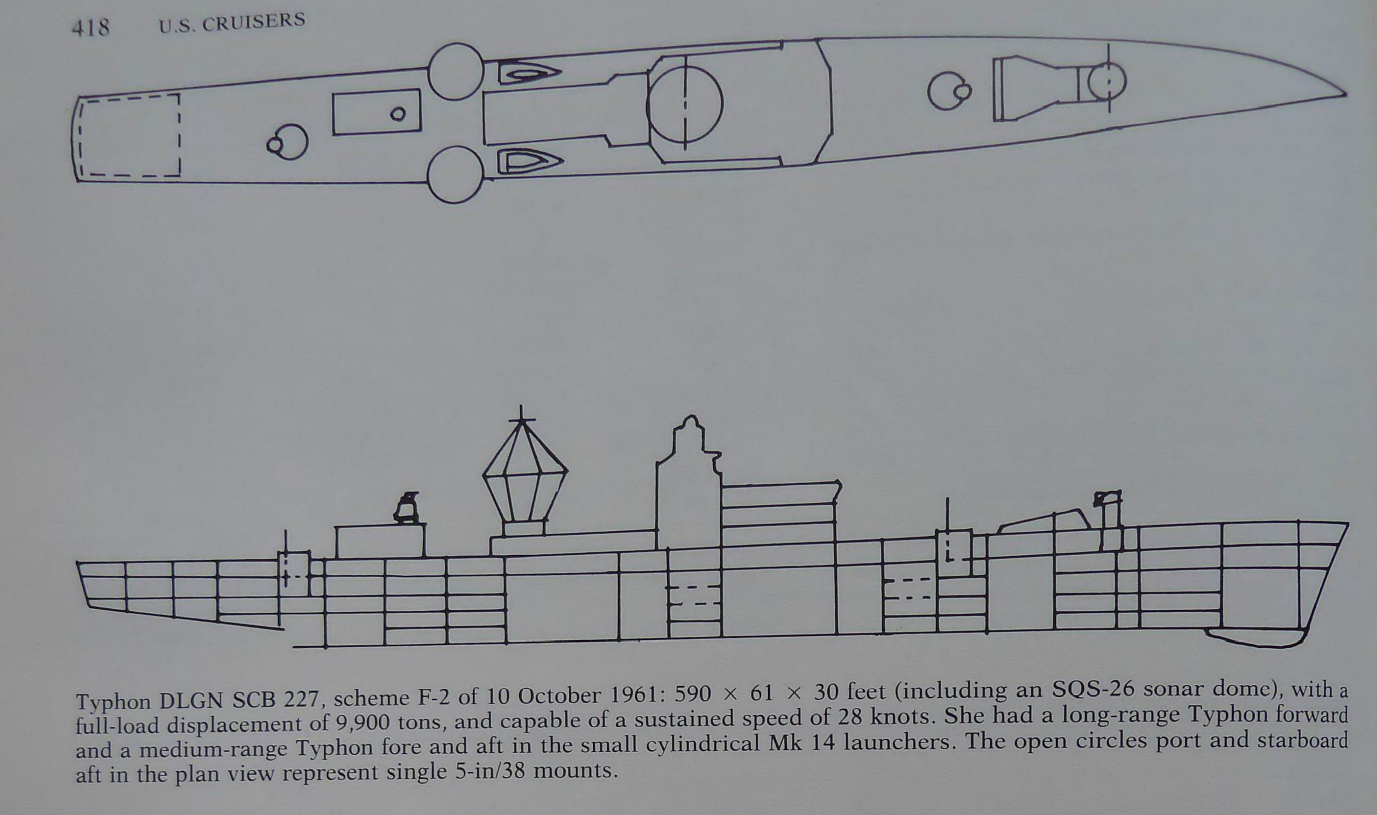 418 U.S. CRUISERS
Typhon DLGN SCB 227, scheme F-2 of 10 October 1961: 590 × 61 × 30 feet (including an SQS-26 sonar dome), with a
full-load displacement of 9,900 tons, and capable of a sustained speed of 28 knots. She had a long-range Typhon forward
and a medium-range Typhon fore and aft in the small cylindrical Mk 14 launchers. The open circles port and starboard
aft in the plan view represent single 5-in/38 mounts.